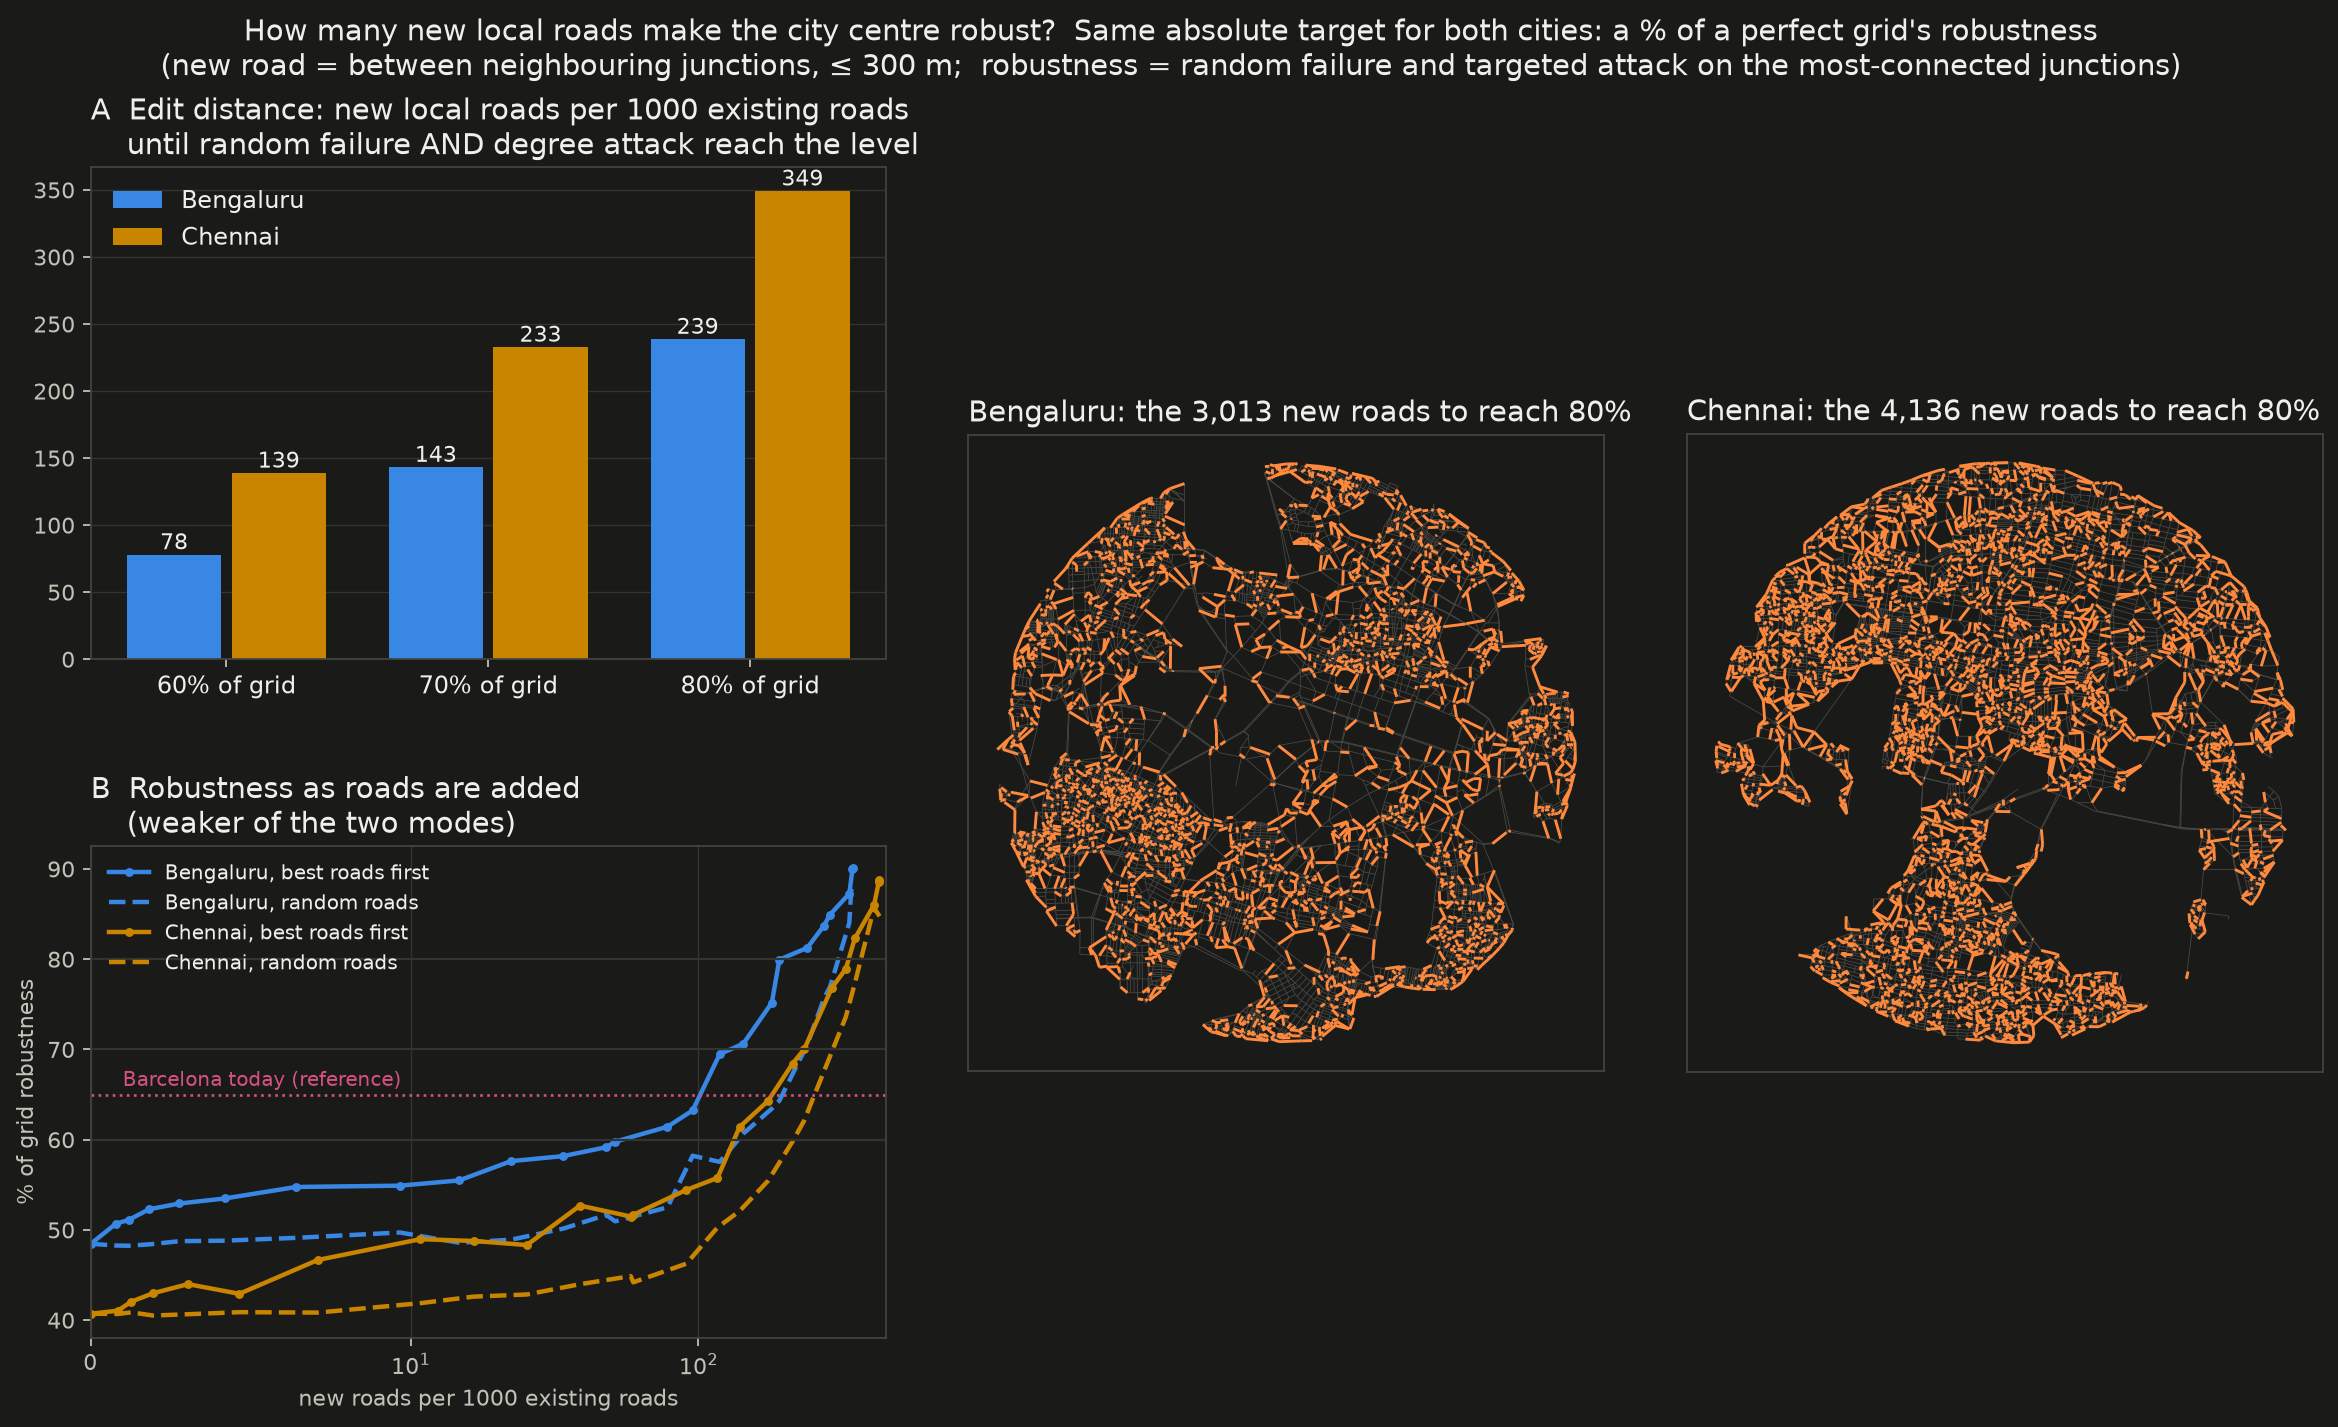 How many new local roads make the city centre robust?  Same absolute target for both cities: a % of a perfect grid's robustness
(new road = between neighbouring junctions, ≤ 300 m;  robustness = random failure and targeted attack on the most-connected junctions)
A  Edit distance: new local roads per 1000 existing roads
until random failure AND degree attack reach the level
Bengaluru
Chennai
350
300
250
200
150
100
50
0
78
139
143
233
239
349
60% of grid
70% of grid
80% of grid
B  Robustness as roads are added
(weaker of the two modes)
Bengaluru, best roads first
Bengaluru, random roads
Chennai, best roads first
Chennai, random roads
Barcelona today (reference)
% of grid robustness
90
80
70
60
50
40
0
10¹
10²
new roads per 1000 existing roads
Bengaluru: the 3,013 new roads to reach 80%
Chennai: the 4,136 new roads to reach 80%